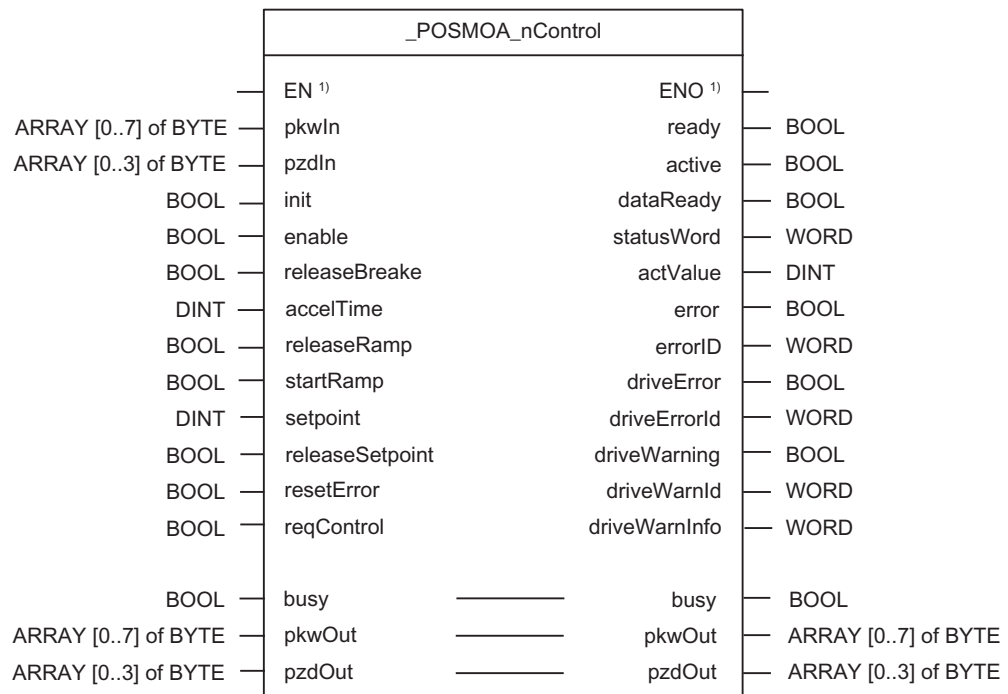 _POSMOA_nControl
EN 1) ENO 1)
ARRAY [0..7] of BYTE pkwIn ready BOOL
ARRAY [0..3] of BYTE pzdIn active BOOL
BOOL init dataReady BOOL
BOOL enable statusWord WORD
BOOL releaseBreake actValue DINT
DINT accelTime error BOOL
BOOL releaseRamp errorID WORD
BOOL startRamp driveError BOOL
DINT setpoint driveErrorId WORD
BOOL releaseSetpoint driveWarning BOOL
BOOL resetError driveWarnId WORD
BOOL reqControl driveWarnInfo WORD
BOOL busy busy BOOL
ARRAY [0..7] of BYTE pkwOut pkwOut ARRAY [0..7] of BYTE
ARRAY [0..3] of BYTE pzdOut pzdOut ARRAY [0..3] of BYTE